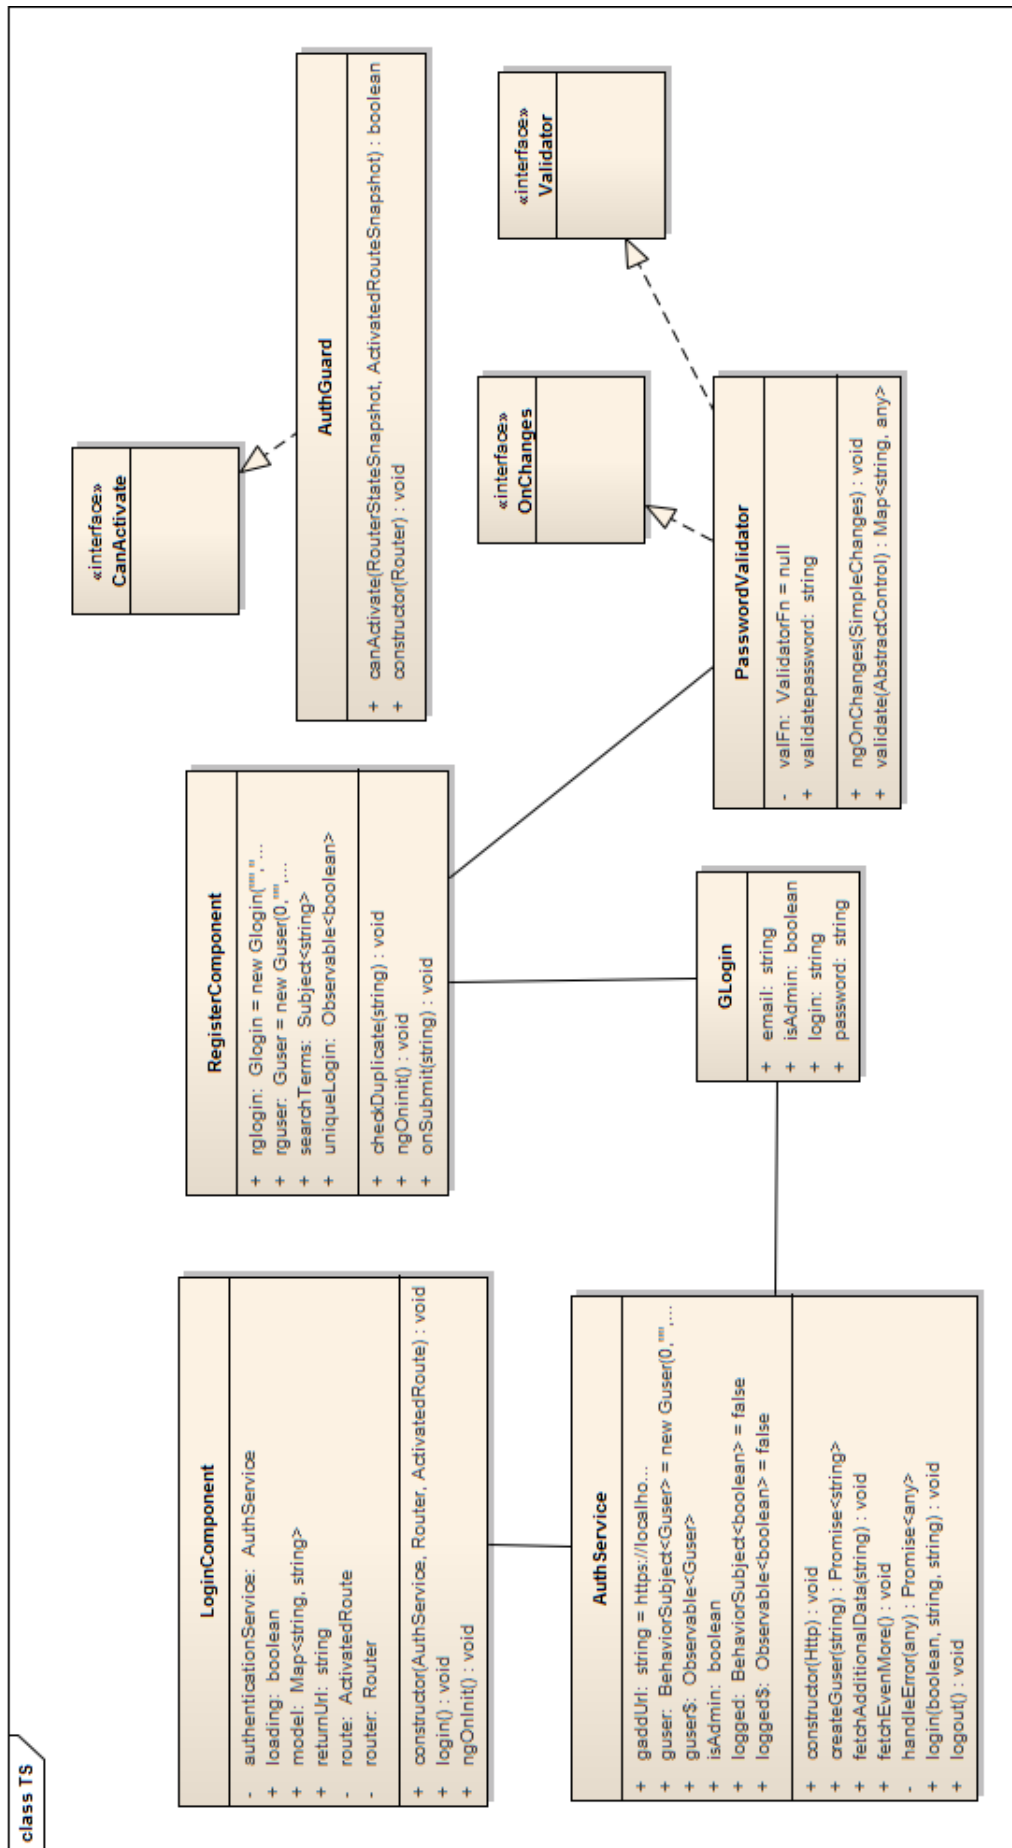 class TS
LoginComponent
- authenticationService: AuthService
+ loading: boolean
+ model: Map<string, string>
+ returnUrl: string
- route: ActivatedRoute
- router: Router
+ constructor(AuthService, Router, ActivatedRoute) : void
+ login() : void
+ ngOnInit() : void
RegisterComponent
+ rglogin: Glogin = new Glogin("","...
+ rguser: Guser = new Guser(0,"",...
+ searchTerms: Subject<string>
+ uniqueLogin: Observable<boolean>
+ checkDuplicate(string) : void
+ ngOninit() : void
+ onSubmit(string) : void
«interface»
CanActivate
AuthGuard
+ canActivate(RouterStateSnapshot, ActivatedRouteSnapshot) : boolean
+ constructor(Router) : void
AuthService
+ gaddUrl: string = https://localho...
+ guser: BehaviorSubject<Guser> = new Guser(0,"",...
+ guser$: Observable<Guser>
+ isAdmin: boolean
+ logged: BehaviorSubject<boolean> = false
+ logged$: Observable<boolean> = false
+ constructor(Http) : void
+ createGuser(string) : Promise<string>
+ fetchAdditionalData(string) : void
+ fetchEvenMore() : void
- handleError(any) : Promise<any>
+ login(boolean, string, string) : void
+ logout() : void
GLogin
+ email: string
+ isAdmin: boolean
+ login: string
+ password: string
«interface»
OnChanges
«interface»
Validator
PasswordValidator
- valFn: ValidatorFn = null
+ validatepassword: string
+ ngOnChanges(SimpleChanges) : void
+ validate(AbstractControl) : Map<string, any>